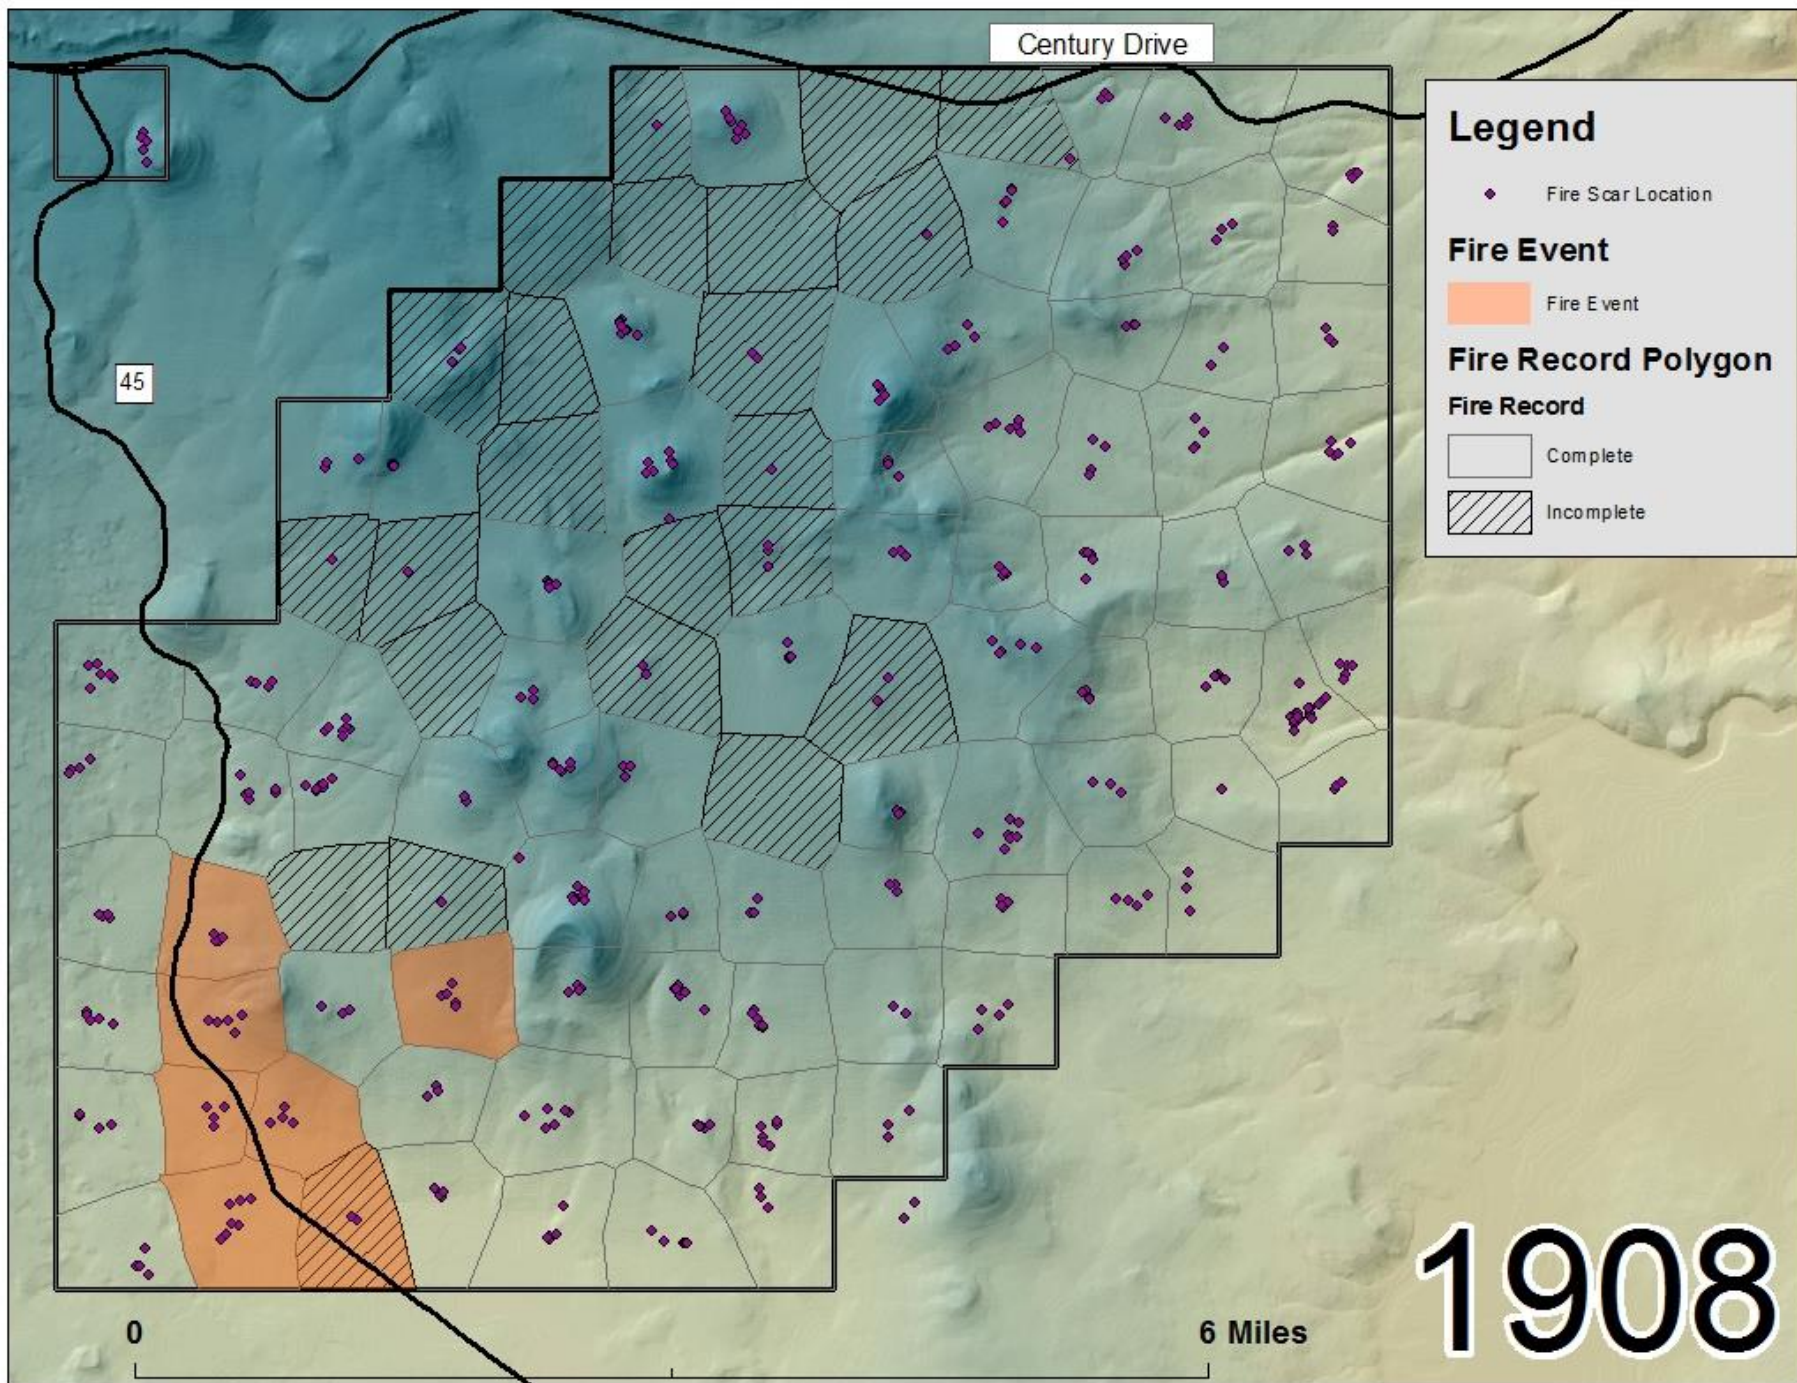 Century Drive
Legend
Fire Scar Location
Fire Event
Fire Event
Fire Record Polygon
Fire Record
Complete
Incomplete
45
0
6 Miles
1908